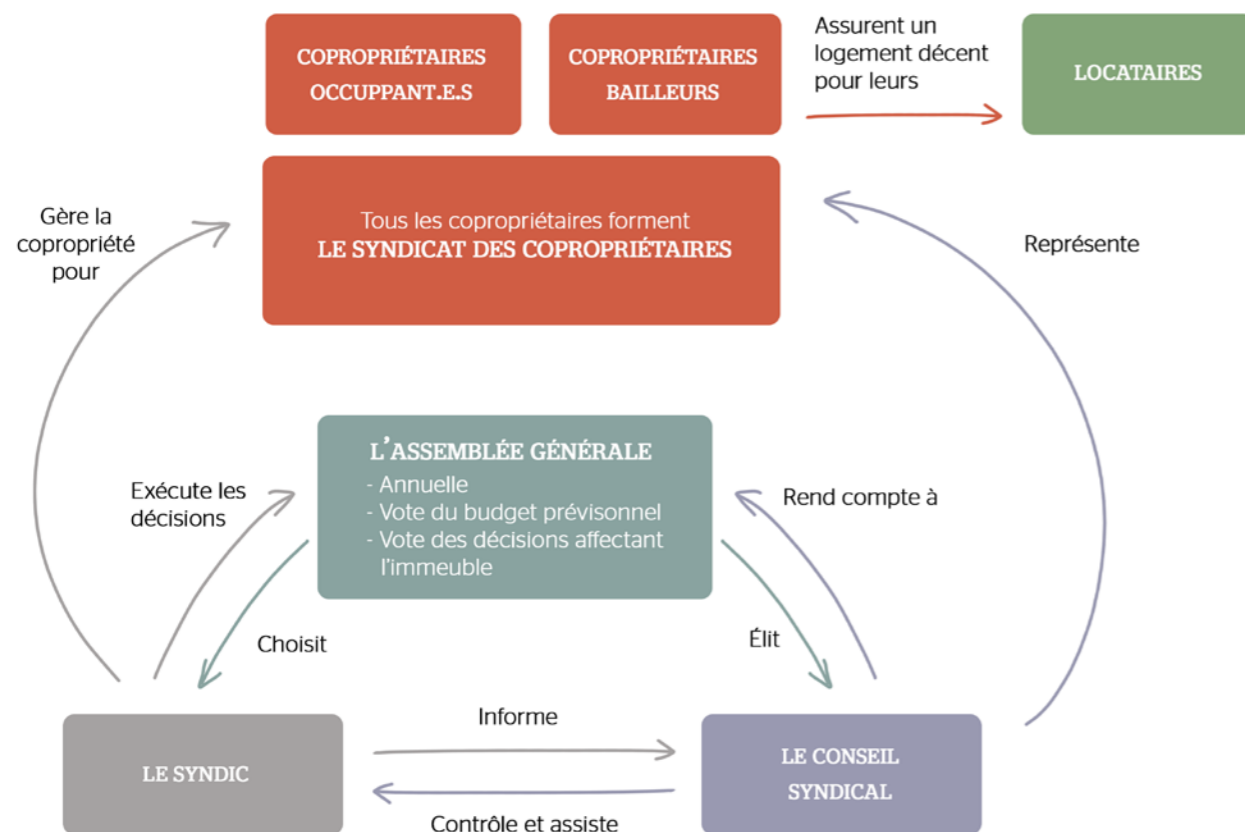 COPROPRIÉTAIRES
OCCUPPANT.E.S
COPROPRIÉTAIRES
BAILLEURS
Assurent un
logement décent
pour leurs
LOCATAIRES
Tous les copropriétaires forment
LE SYNDICAT DES COPROPRIÉTAIRES
Gère la
copropriété
pour
Représente
L'ASSEMBLÉE GÉNÉRALE
- Annuelle
- Vote du budget prévisonnel
- Vote des décisions affectant
l'immeuble
Exécute les
décisions
Rend compte à
Choisit
Élit
LE SYNDIC
Informe
Contrôle et assiste
LE CONSEIL
SYNDICAL